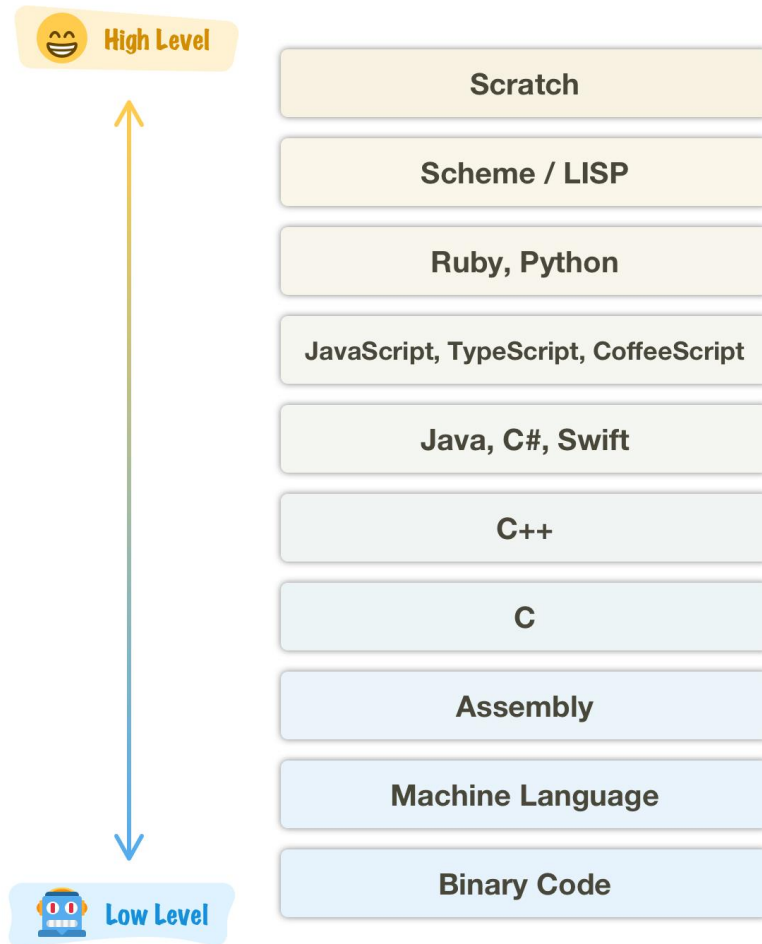 High Level
Scratch
Scheme / LISP
Ruby, Python
JavaScript, TypeScript, CoffeeScript
Java, C#, Swift
C++
C
Assembly
Machine Language
Binary Code
Low Level